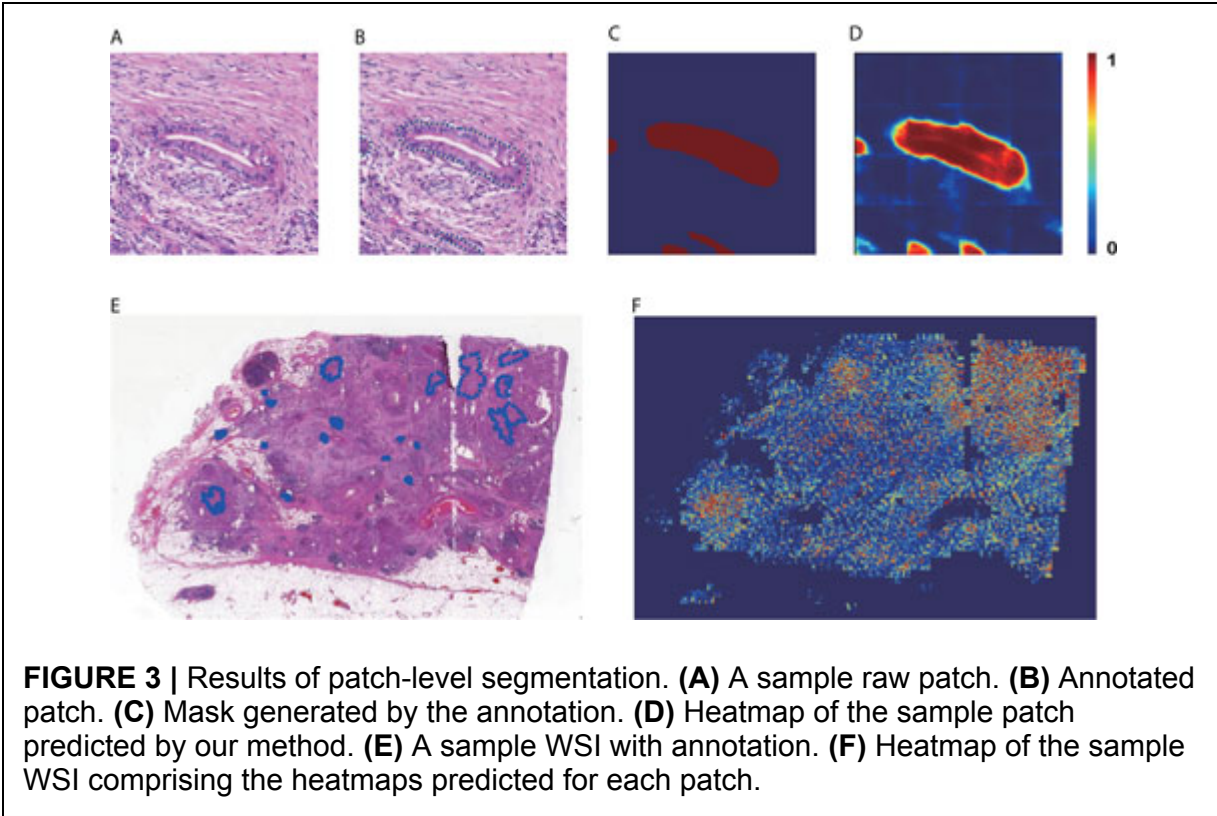 A
B
C
D
1
0
E
F
FIGURE 3 | Results of patch-level segmentation. (A) A sample raw patch. (B) Annotated
patch. (C) Mask generated by the annotation. (D) Heatmap of the sample patch
predicted by our method. (E) A sample WSI with annotation. (F) Heatmap of the sample
WSI comprising the heatmaps predicted for each patch.